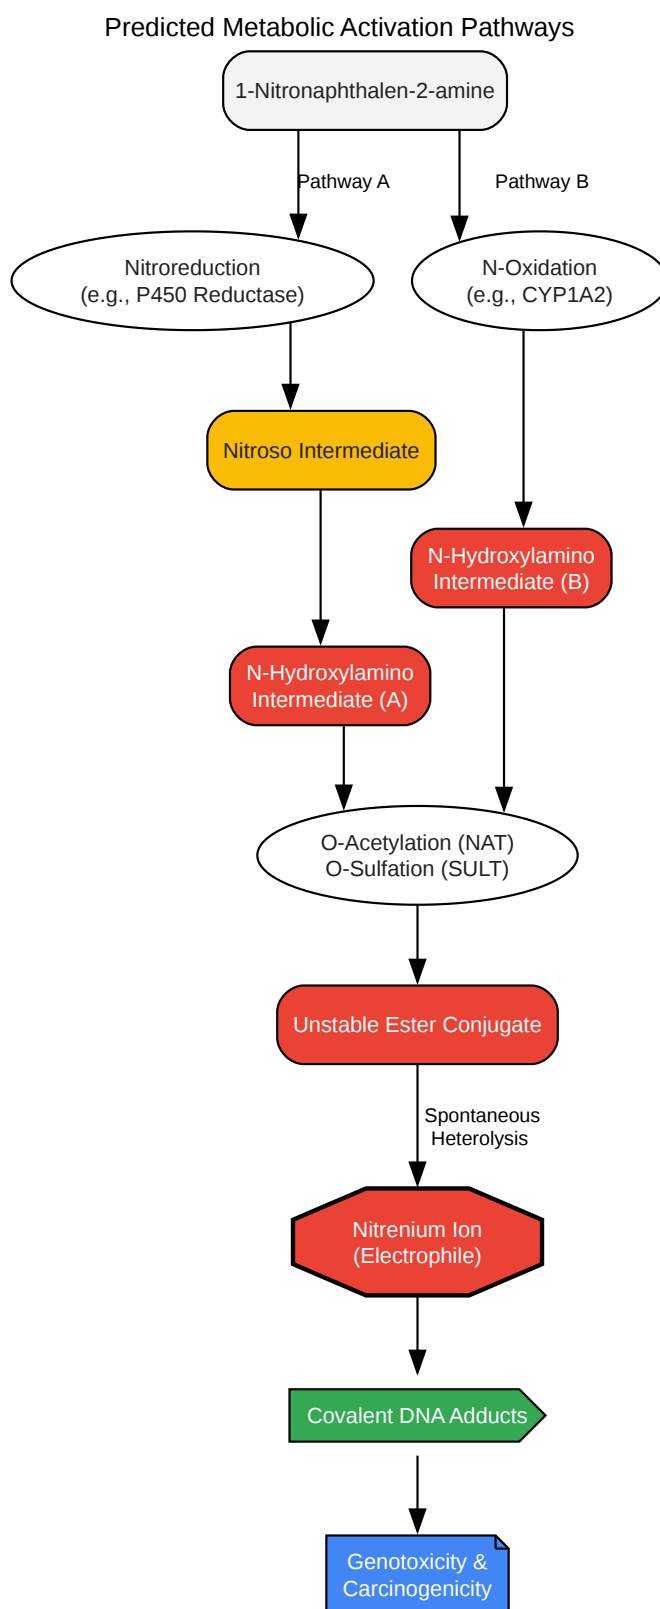 Predicted Metabolic Activation Pathways
1-Nitronaphthalen-2-amine
Pathway A
Pathway B
Nitroreduction
(e.g., P450 Reductase)
N-Oxidation
(e.g., CYP1A2)
Nitroso Intermediate
N-Hydroxylamino
Intermediate (B)
N-Hydroxylamino
Intermediate (A)
O-Acetylation (NAT)
O-Sulfation (SULT)
Unstable Ester Conjugate
Spontaneous
Heterolysis
Nitrenium Ion
(Electrophile)
Covalent DNA Adducts
Genotoxicity &
Carcinogenicity